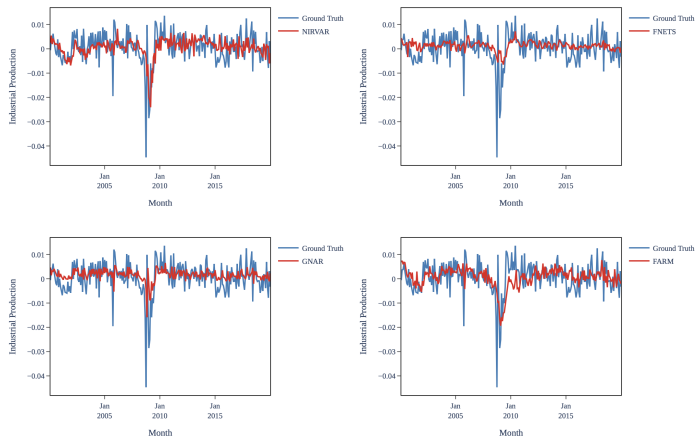 0.01
0
−0.01
−0.02
−0.03
−0.04
Industrial Production
Jan
2005
Jan
2010
Jan
2015
Month
Ground Truth
NIRVAR
0.01
0
−0.01
−0.02
−0.03
−0.04
Industrial Production
Jan
2005
Jan
2010
Jan
2015
Month
Ground Truth
FNETS
0.01
0
−0.01
−0.02
−0.03
−0.04
Industrial Production
Jan
2005
Jan
2010
Jan
2015
Month
Ground Truth
GNAR
0.01
0
−0.01
−0.02
−0.03
−0.04
Industrial Production
Jan
2005
Jan
2010
Jan
2015
Month
Ground Truth
FARM